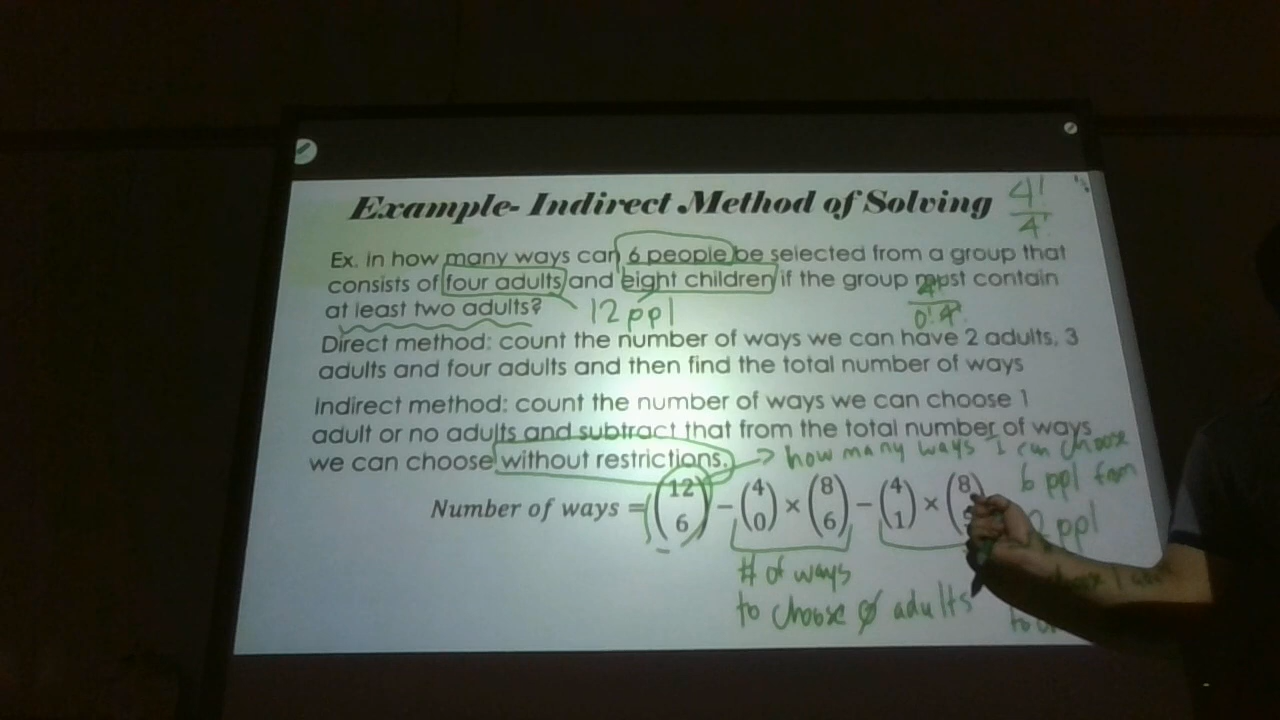 Example- Indirect Method of Solving
4!
4!
Ex. in how many ways can 6 people be selected from a group that
consists of four adults and eight children if the group must contain
at least two adults?
12 ppl
0! 4!
Direct method: count the number of ways we can have 2 adults, 3
adults and four adults and then find the total number of ways
Indirect method: count the number of ways we can choose 1
adult or no adults and subtract that from the total number of ways
we can choose without restrictions.
→ how many ways I can choose
6 ppl from
2 ppl
Number of ways = (12 6) − (4 0) × (8 6) − (4 1) × (8
# of ways
to choose 0 adults
to